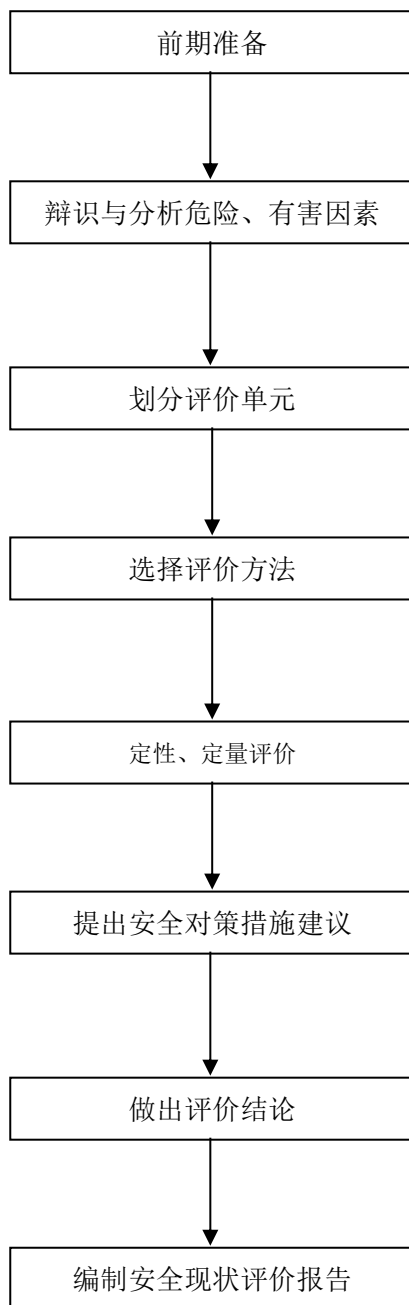 前期准备
辩识与分析危险、有害因素
划分评价单元
选择评价方法
定性、定量评价
提出安全对策措施建议
做出评价结论
编制安全现状评价报告